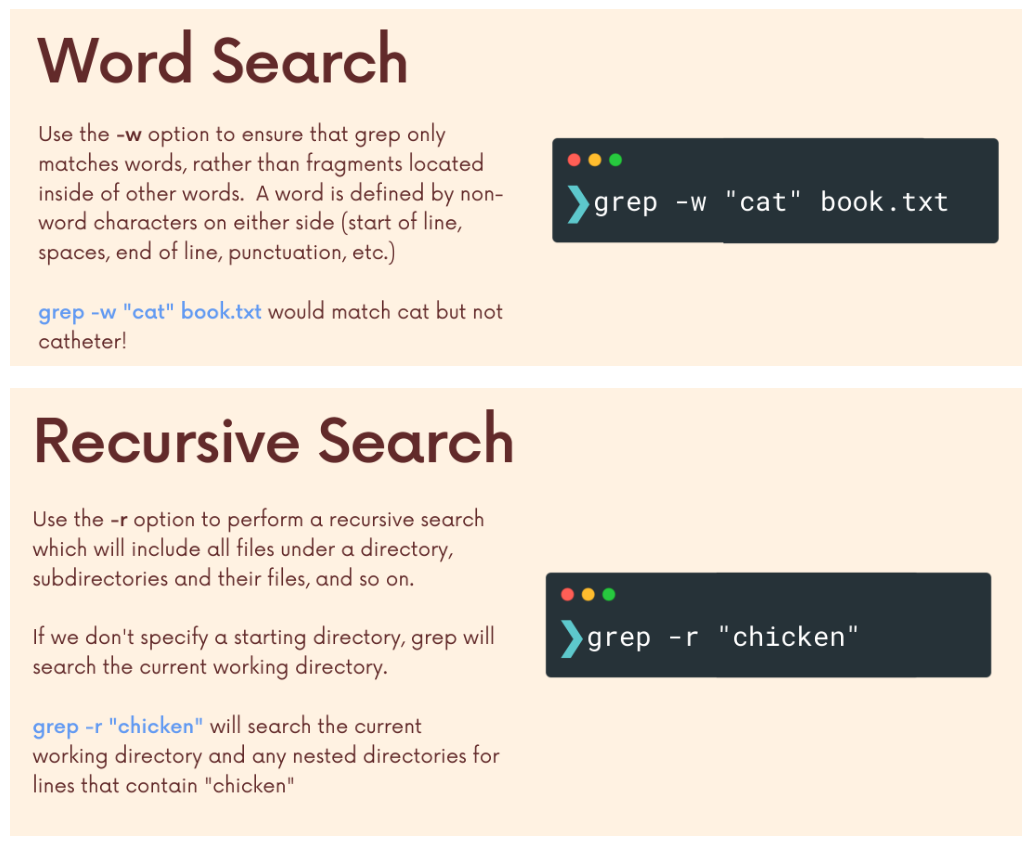 Word Search
Use the -w option to ensure that grep only
matches words, rather than fragments located
inside of other words.  A word is defined by non-
word characters on either side (start of line,
spaces, end of line, punctuation, etc.)
grep -w "cat" book.txt would match cat but not
catheter!
❯grep -w "cat" book.txt
Recursive Search
Use the -r option to perform a recursive search
which will include all files under a directory,
subdirectories and their files, and so on.
If we don't specify a starting directory, grep will
search the current working directory.
grep -r "chicken" will search the current
working directory and any nested directories for
lines that contain "chicken"
❯grep -r "chicken"